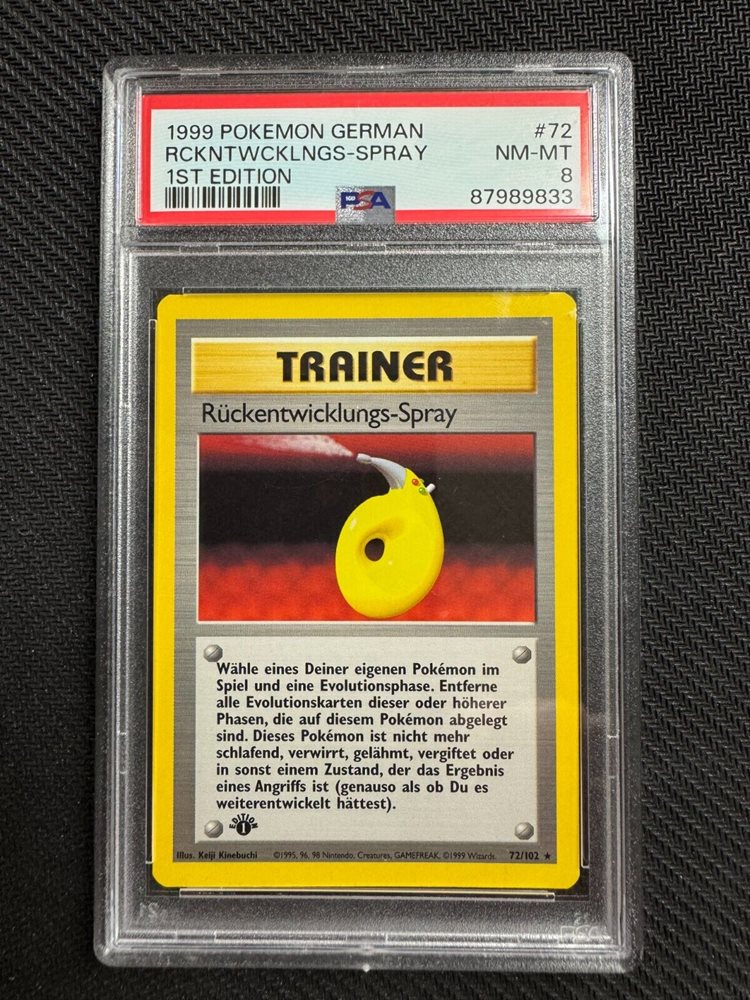 1999 POKEMON GERMAN #72
RCKNTWCKLNGS-SPRAY NM-MT
1ST EDITION 8
PSA 87989833
TRAINER
Rückentwicklungs-Spray
Wähle eines Deiner eigenen Pokémon im
Spiel und eine Evolutionsphase. Entferne
alle Evolutionskarten dieser oder höherer
Phasen, die auf diesem Pokémon abgelegt
sind. Dieses Pokémon ist nicht mehr
schlafend, verwirrt, gelähmt, vergiftet oder
in sonst einem Zustand, der das Ergebnis
eines Angriffs ist (genauso als ob Du es
weiterentwickelt hättest).
EDITION 1
Illus. Keiji Kinebuchi ©1995, 96, 98 Nintendo, Creatures, GAMEFREAK. ©1999 Wizards. 72/102 ★